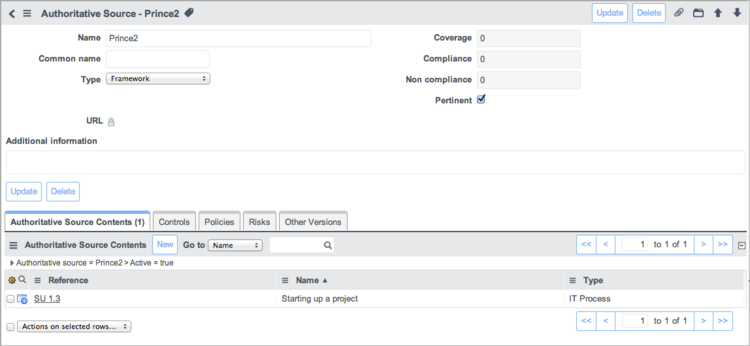 Authoritative Source - Prince2 Update Delete
Name Prince2 Coverage 0
Common name Compliance 0
Type Framework Non compliance 0
Pertinent
URL
Additional information
Update Delete
Authoritative Source Contents (1) Controls Policies Risks Other Versions
Authoritative Source Contents New Go to Name << < 1 to 1 of 1 > >>
Authoritative source = Prince2 > Active = true
Reference Name Type
SU 1.3 Starting up a project IT Process
Actions on selected rows... << < 1 to 1 of 1 > >>